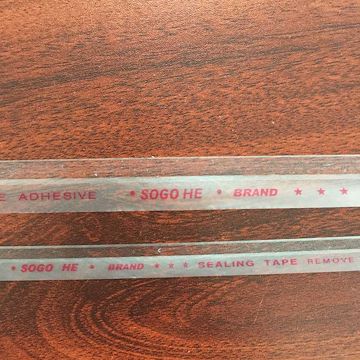 E ADHESIVE • SOGO HE • BRAND ★ ★ ★
• SOGO HE • BRAND ★ ★ ★ SEALING TAPE REMOVE